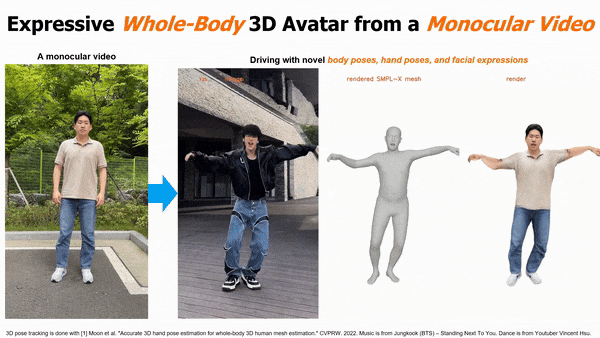 Expressive Whole-Body 3D Avatar from a Monocular Video
A monocular video
Driving with novel body poses, hand poses, and facial expressions
rendered SMPL-X mesh
render
3D pose tracking is done with [1] Moon et al. "Accurate 3D hand pose estimation for whole-body 3D human mesh estimation." CVPRW. 2022. Music is from Jungkook (BTS) – Standing Next To You. Dance is from Youtuber Vincent Hsu.